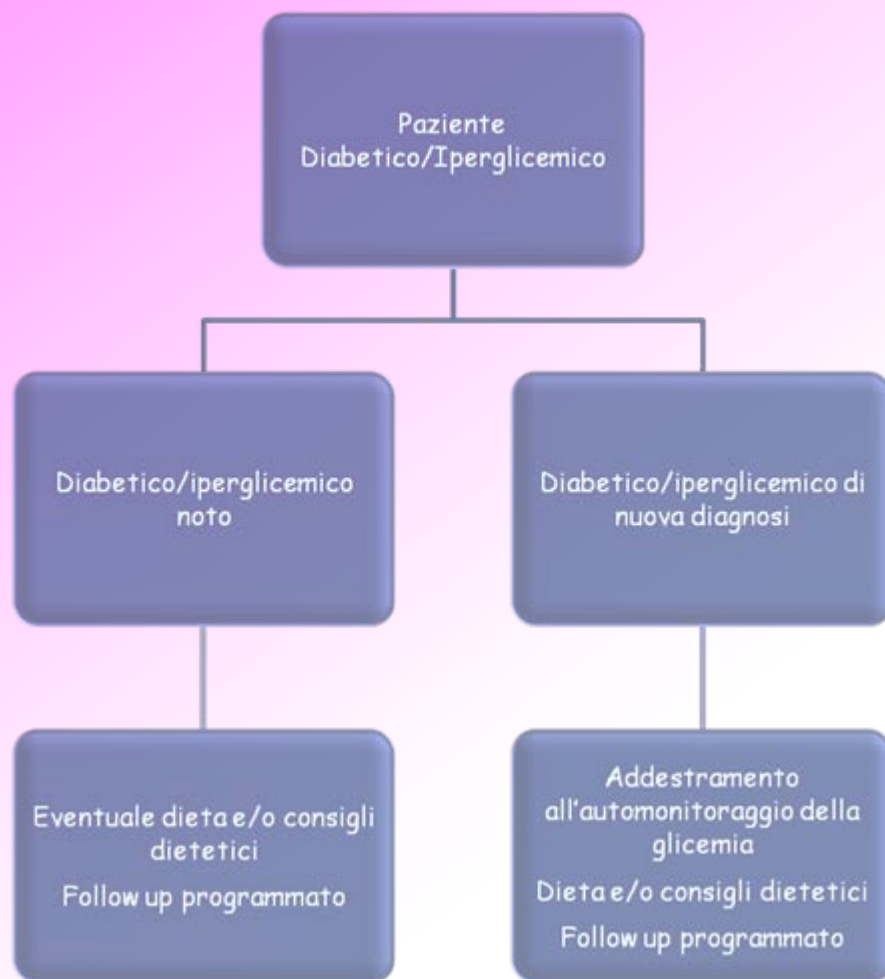 Paziente
Diabetico/Iperglicemico
Diabetico/iperglicemico
noto
Diabetico/iperglicemico di
nuova diagnosi
Eventuale dieta e/o consigli
dietetici
Follow up programmato
Addestramento
all'automonitoraggio della
glicemia
Dieta e/o consigli dietetici
Follow up programmato